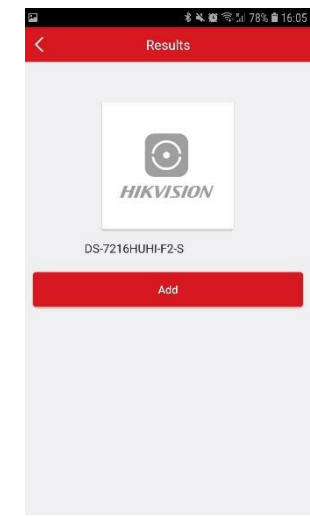 78% 16:05
Results
HIKVISION
DS-7216HUHI-F2-S
Add